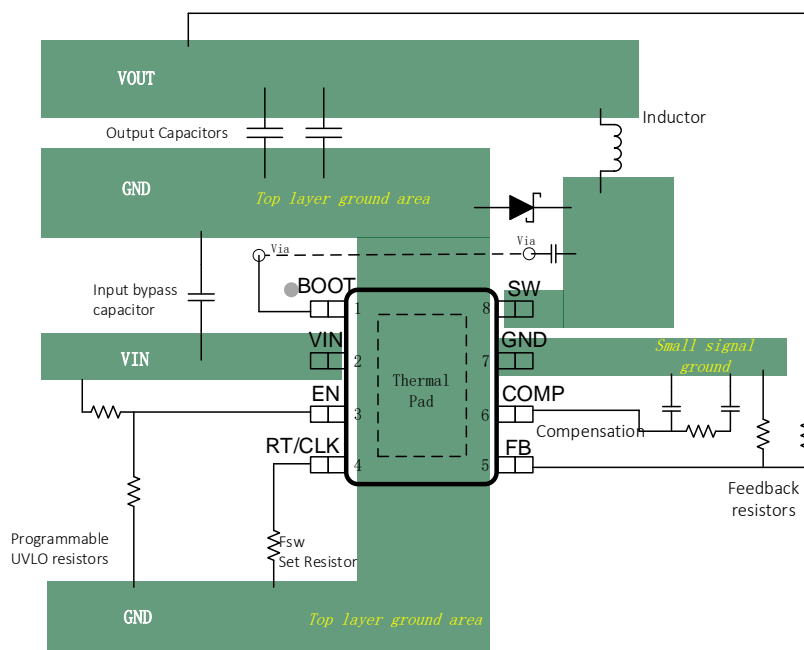 VOUT
Inductor
Output Capacitors
GND
Top layer ground area
Via
Via
BOOT
SW
Input bypass
capacitor
1
8
VIN
VIN
GND
Small signal
ground
2
7
Thermal
Pad
EN
COMP
3
6
Compensation
RT/CLK
FB
4
5
Feedback
resistors
Programmable
UVLO resistors
Fsw
Set Resistor
GND
Top layer ground area